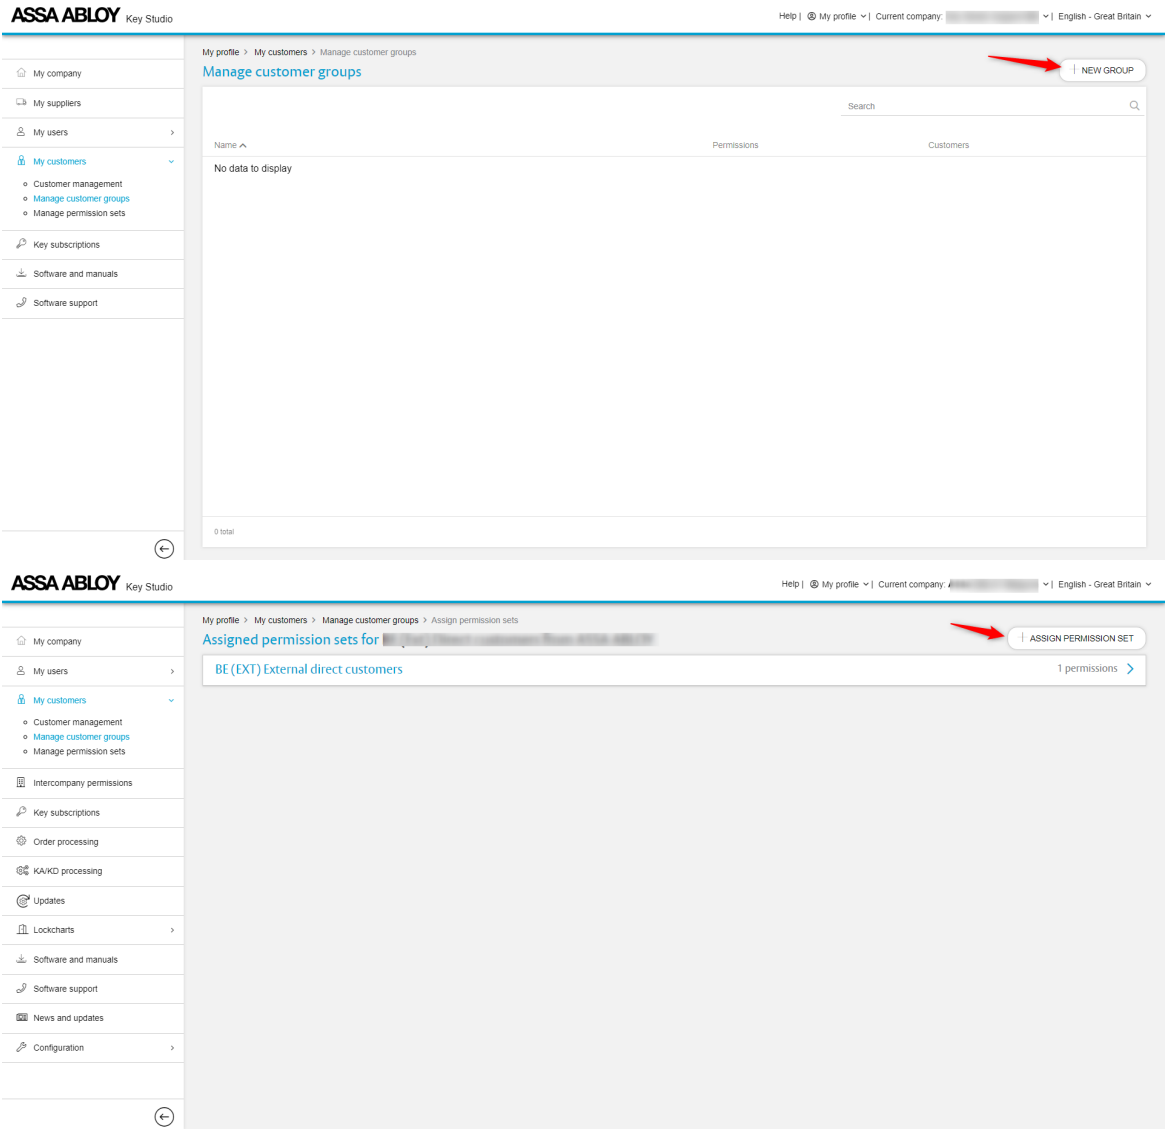 ASSA ABLOY Key Studio
Help | My profile | Current company: | English - Great Britain
My profile > My customers > Manage customer groups
Manage customer groups
NEW GROUP
My company
My suppliers
My users
My customers
Customer management
Manage customer groups
Manage permission sets
Key subscriptions
Software and manuals
Software support
Search
Name Permissions Customers
No data to display
0 total
ASSA ABLOY Key Studio
Help | My profile | Current company: | English - Great Britain
My profile > My customers > Manage customer groups > Assign permission sets
Assigned permission sets for
ASSIGN PERMISSION SET
BE (EXT) External direct customers 1 permissions
My company
My users
My customers
Customer management
Manage customer groups
Manage permission sets
Intercompany permissions
Key subscriptions
Order processing
KA/KD processing
Updates
Lockcharts
Software and manuals
Software support
News and updates
Configuration